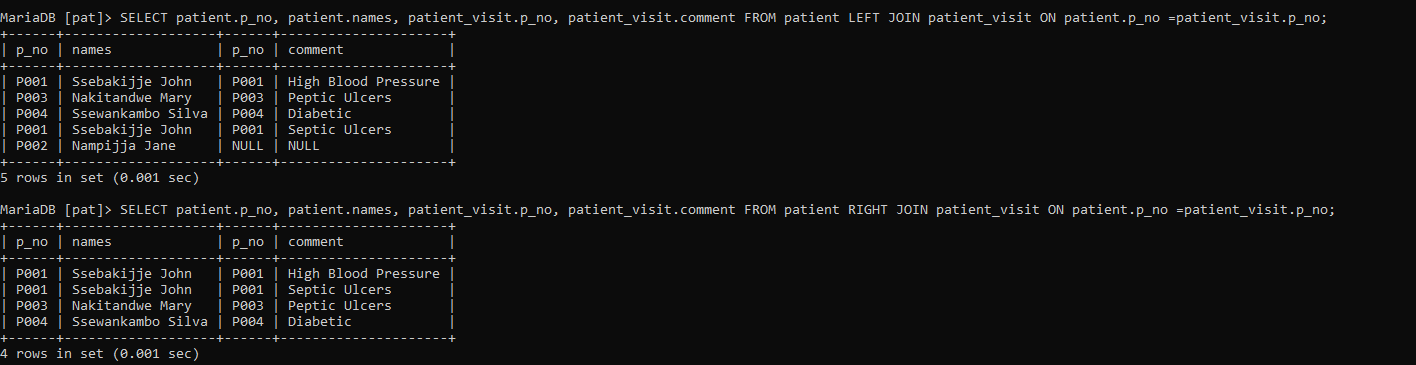 MariaDB [pat]> SELECT patient.p_no, patient.names, patient_visit.p_no, patient_visit.comment FROM patient LEFT JOIN patient_visit ON patient.p_no =patient_visit.p_no;
+------+-------------------+------+---------------------+
| p_no | names             | p_no | comment             |
+------+-------------------+------+---------------------+
| P001 | Ssebakijje John   | P001 | High Blood Pressure |
| P003 | Nakitandwe Mary   | P003 | Peptic Ulcers       |
| P004 | Ssewankambo Silva | P004 | Diabetic            |
| P001 | Ssebakijje John   | P001 | Septic Ulcers       |
| P002 | Nampijja Jane     | NULL | NULL                |
+------+-------------------+------+---------------------+
5 rows in set (0.001 sec)
MariaDB [pat]> SELECT patient.p_no, patient.names, patient_visit.p_no, patient_visit.comment FROM patient RIGHT JOIN patient_visit ON patient.p_no =patient_visit.p_no;
+------+-------------------+------+---------------------+
| p_no | names             | p_no | comment             |
+------+-------------------+------+---------------------+
| P001 | Ssebakijje John   | P001 | High Blood Pressure |
| P001 | Ssebakijje John   | P001 | Septic Ulcers       |
| P003 | Nakitandwe Mary   | P003 | Peptic Ulcers       |
| P004 | Ssewankambo Silva | P004 | Diabetic            |
+------+-------------------+------+---------------------+
4 rows in set (0.001 sec)